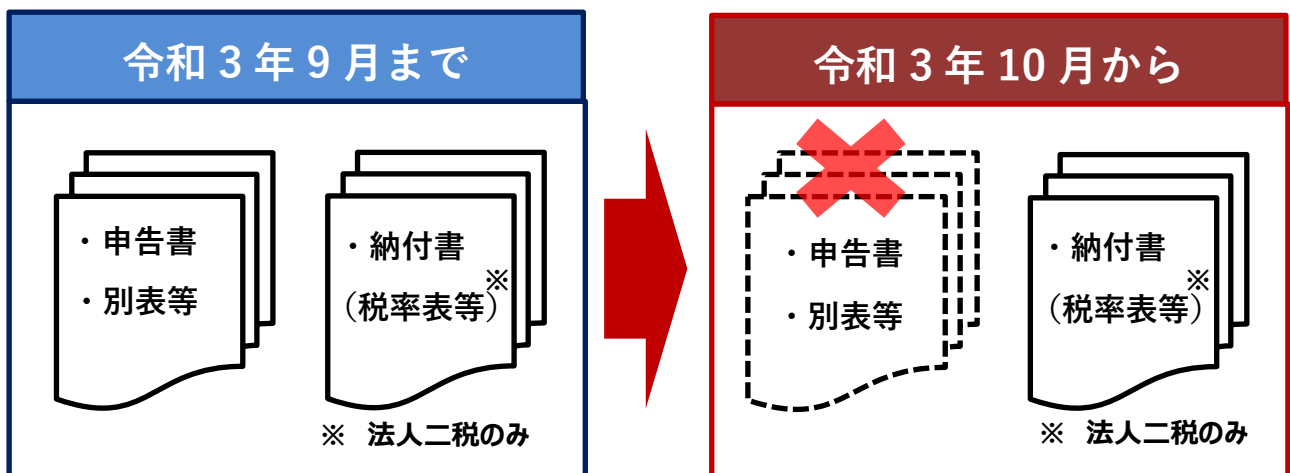 令和3年9月まで
・申告書
・別表等
・納付書
(税率表等)※
※ 法人二税のみ
令和3年10月から
・申告書
・別表等
・納付書
(税率表等)※
※ 法人二税のみ